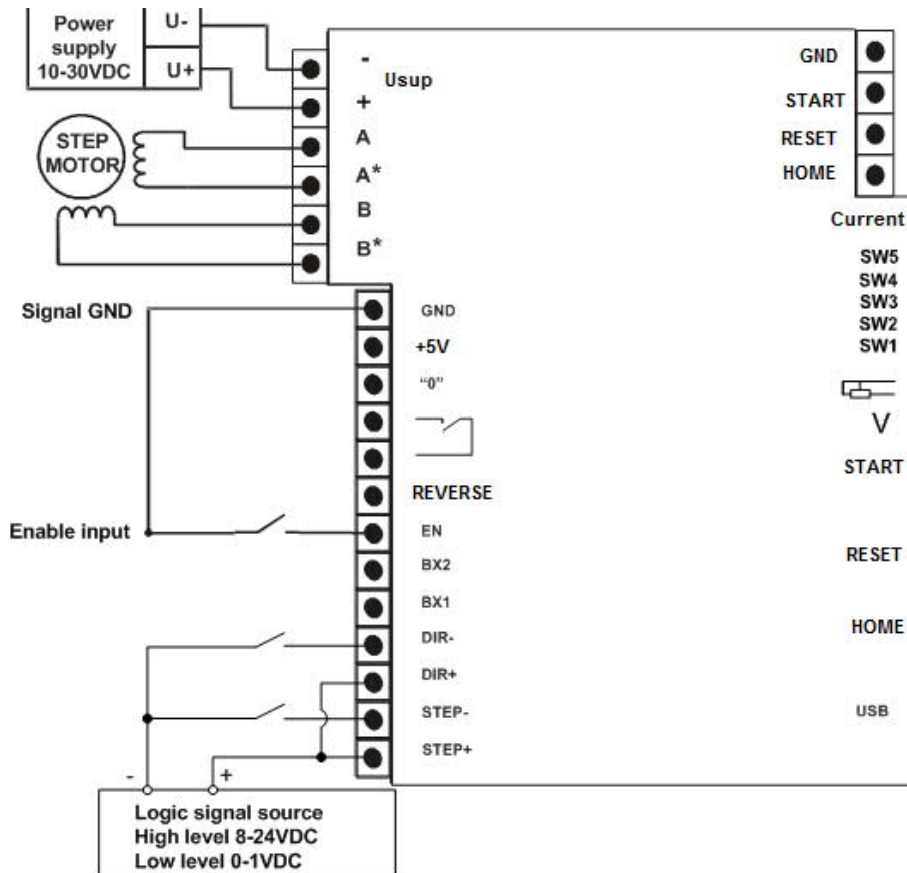 Power
supply
10-30VDC
U-
U+
-
+
Usup
STEP
MOTOR
A
A*
B
B*
GND
START
RESET
HOME
Current
SW5
SW4
SW3
SW2
SW1
V
START
RESET
HOME
USB
Signal GND
GND
+5V
“0”
REVERSE
Enable input
EN
BX2
BX1
DIR-
DIR+
STEP-
STEP+
- +
Logic signal source
High level 8-24VDC
Low level 0-1VDC